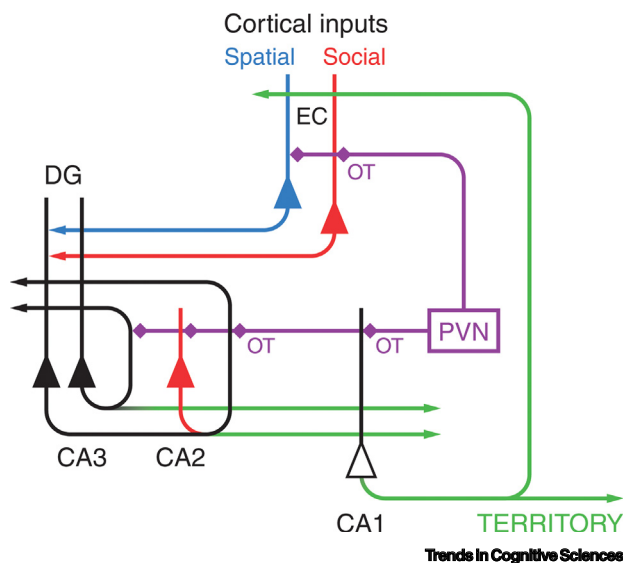 Cortical inputs
Spatial Social
EC
OT
DG
PVN
OT
OT
CA3
CA2
CA1
TERRITORY
Trends in Cognitive Sciences